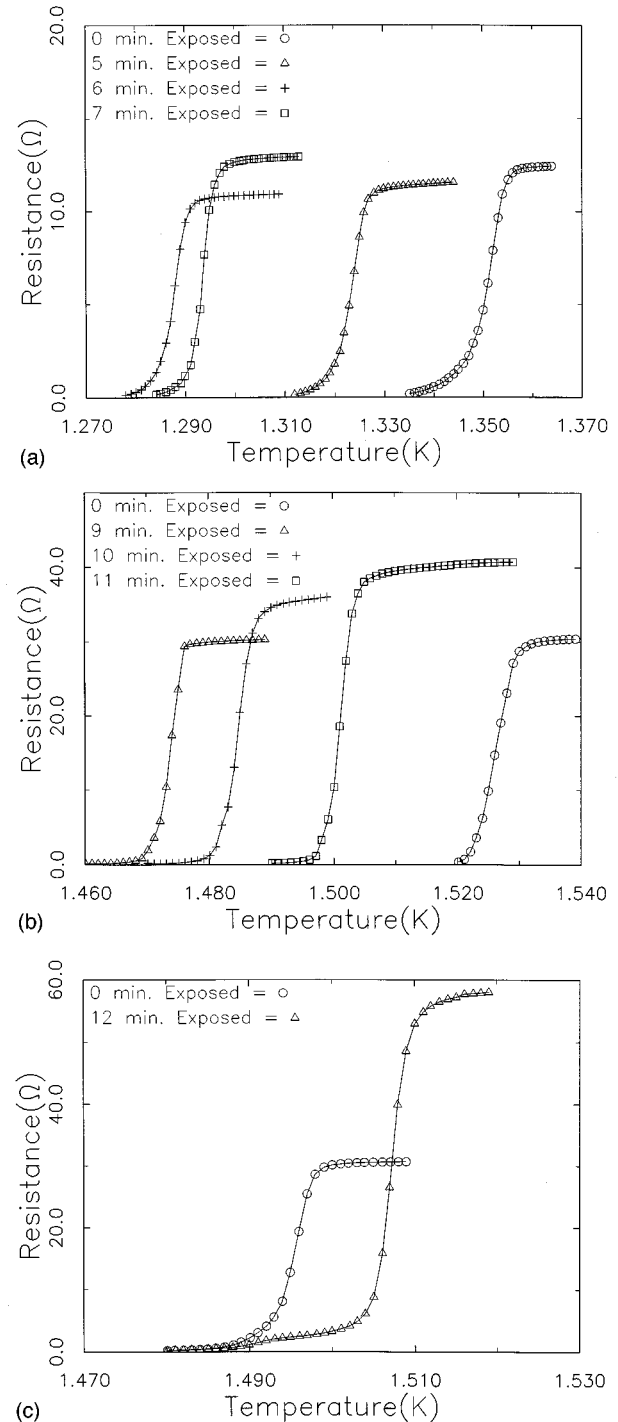 20.0
0 min. Exposed = ○
5 min. Exposed = △
6 min. Exposed = +
7 min. Exposed = □
10.0
Resistance(Ω)
0.0
1.270 1.290 1.310 1.330 1.350 1.370
(a) Temperature(K)
0 min. Exposed = ○
9 min. Exposed = △
10 min. Exposed = +
11 min. Exposed = □
40.0
20.0
Resistance(Ω)
0.0
1.460 1.480 1.500 1.520 1.540
(b) Temperature(K)
60.0
0 min. Exposed = ○
12 min. Exposed = △
40.0
20.0
Resistance(Ω)
0.0
1.470 1.490 1.510 1.530
(c) Temperature(K)